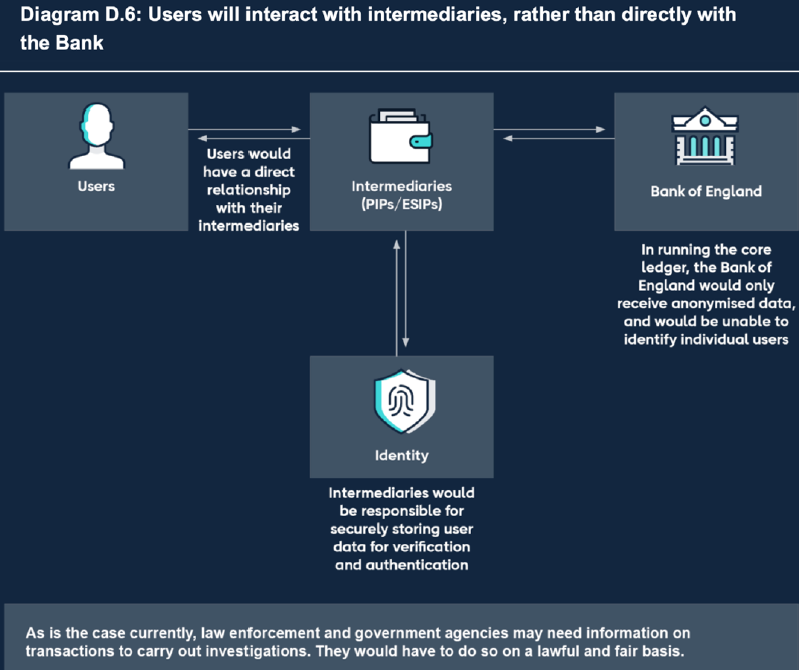 Diagram D.6: Users will interact with intermediaries, rather than directly with
the Bank
Users
Users would
have a direct
relationship
with their
intermediaries
Intermediaries
(PIPs/ESIPs)
Bank of England
In running the core
ledger, the Bank of
England would only
receive anonymised data,
and would be unable to
identify individual users
Identity
Intermediaries would
be responsible for
securely storing user
data for verification
and authentication
As is the case currently, law enforcement and government agencies may need information on
transactions to carry out investigations. They would have to do so on a lawful and fair basis.